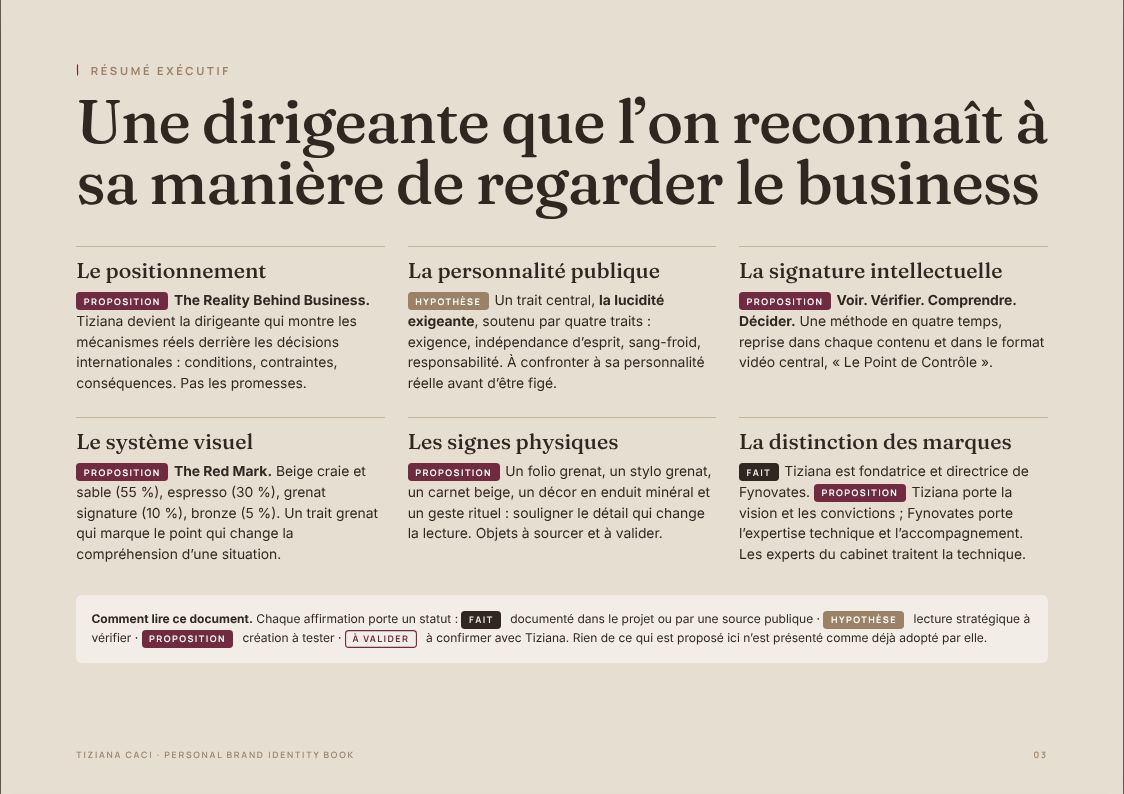 RÉSUMÉ EXÉCUTIF
Une dirigeante que l’on reconnaît à
sa manière de regarder le business
Le positionnement
PROPOSITION The Reality Behind Business.
Tiziana devient la dirigeante qui montre les
mécanismes réels derrière les décisions
internationales : conditions, contraintes,
conséquences. Pas les promesses.
La personnalité publique
HYPOTHÈSE Un trait central, la lucidité
exigeante, soutenu par quatre traits :
exigence, indépendance d’esprit, sang-froid,
responsabilité. À confronter à sa personnalité
réelle avant d’être figé.
La signature intellectuelle
PROPOSITION Voir. Vérifier. Comprendre.
Décider. Une méthode en quatre temps,
reprise dans chaque contenu et dans le format
vidéo central, « Le Point de Contrôle ».
Le système visuel
PROPOSITION The Red Mark. Beige craie et
sable (55 %), espresso (30 %), grenat
signature (10 %), bronze (5 %). Un trait grenat
qui marque le point qui change la
compréhension d’une situation.
Les signes physiques
PROPOSITION Un folio grenat, un stylo grenat,
un carnet beige, un décor en enduit minéral et
un geste rituel : souligner le détail qui change
la lecture. Objets à sourcer et à valider.
La distinction des marques
FAIT Tiziana est fondatrice et directrice de
Fynovates. PROPOSITION Tiziana porte la
vision et les convictions ; Fynovates porte
l’expertise technique et l’accompagnement.
Les experts du cabinet traitent la technique.
Comment lire ce document. Chaque affirmation porte un statut : FAIT documenté dans le projet ou par une source publique · HYPOTHÈSE lecture stratégique à
vérifier · PROPOSITION création à tester · À VALIDER à confirmer avec Tiziana. Rien de ce qui est proposé ici n’est présenté comme déjà adopté par elle.
TIZIANA CACI · PERSONAL BRAND IDENTITY BOOK
03